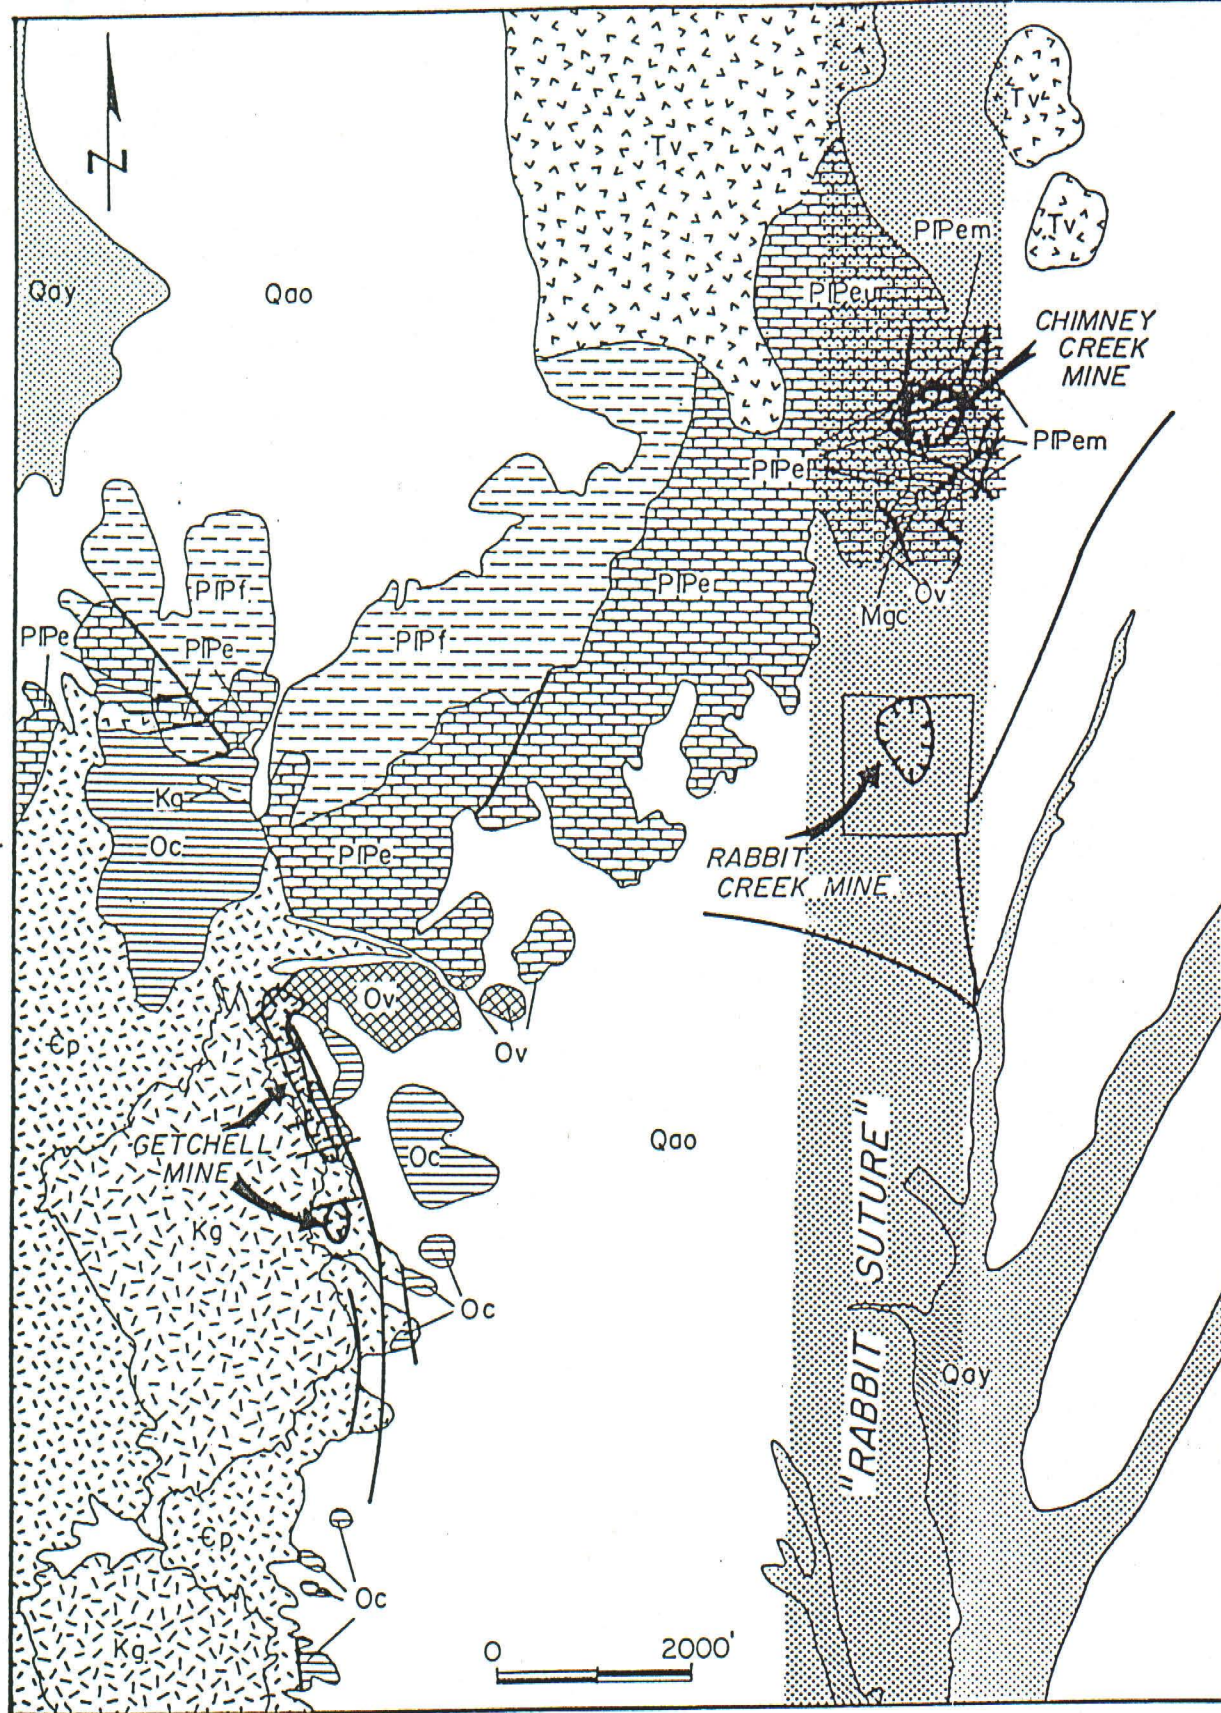 Tv
Tv
N
Tv
PIPem
Qay
Qao
PIPeu
CHIMNEY
CREEK
MINE
PIPem
PIPel
PIPf
PIPe
Ov
Mgc
PIPe
PIPe
PIPf
Kg
Oc
PIPe
RABBIT
CREEK MINE
Ov
Єp
Ov
GETCHELL
MINE
Oc
Qao
Kg
"RABBIT SUTURE"
Oc
Qay
Єp
Oc
Kg
0 2000'